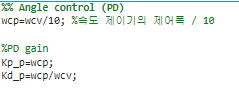 %% Angle control (PD)
wcp=wcv/10; %속도 제어기의 제어폭 / 10
%PD gain
Kp_p=wcp;
Kd_p=wcp/wcv;